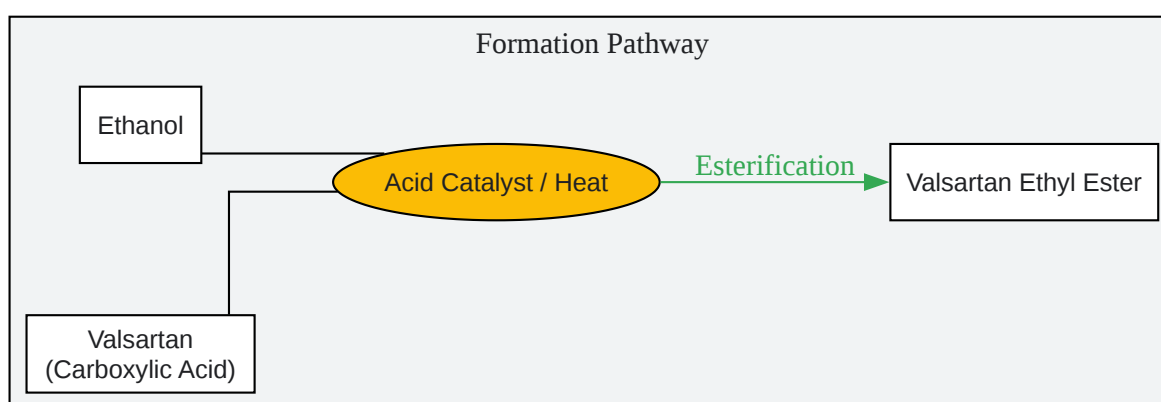 Formation Pathway
Ethanol
Acid Catalyst / Heat
Esterification
Valsartan Ethyl Ester
Valsartan
(Carboxylic Acid)